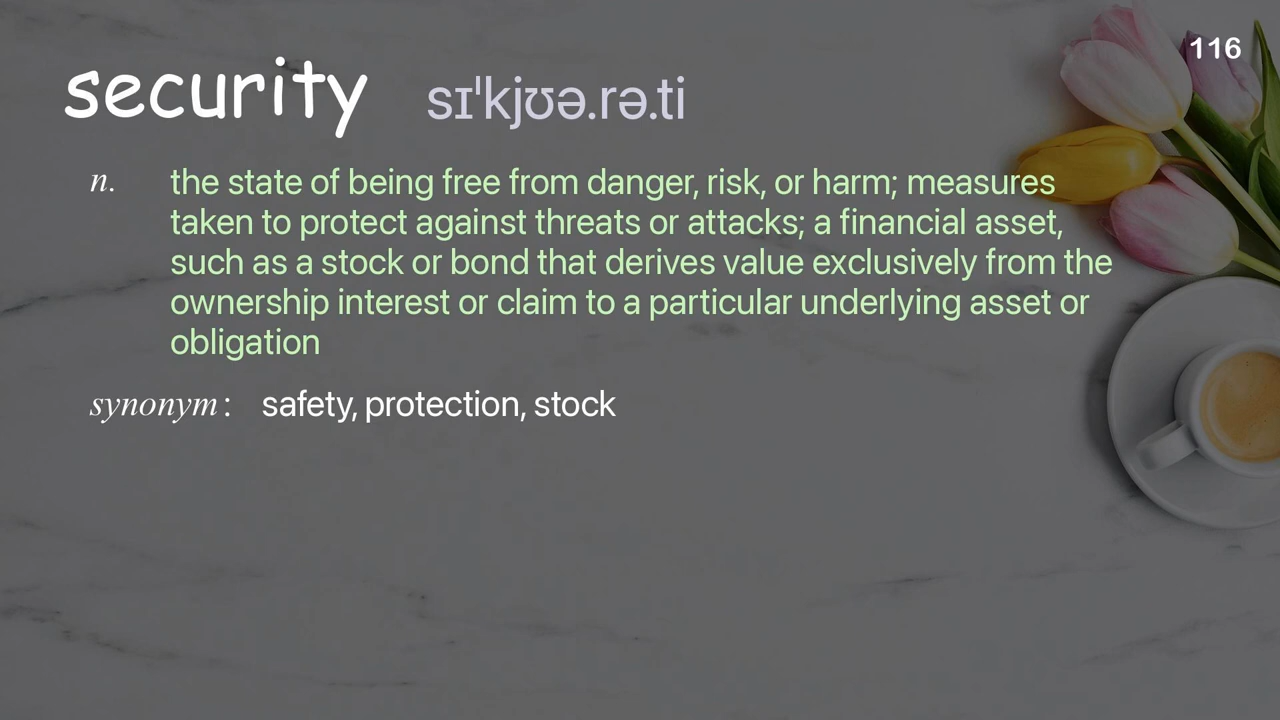 116
security sɪˈkjʊə.rə.ti
n. the state of being free from danger, risk, or harm; measures
taken to protect against threats or attacks; a financial asset,
such as a stock or bond that derives value exclusively from the
ownership interest or claim to a particular underlying asset or
obligation
synonym: safety, protection, stock